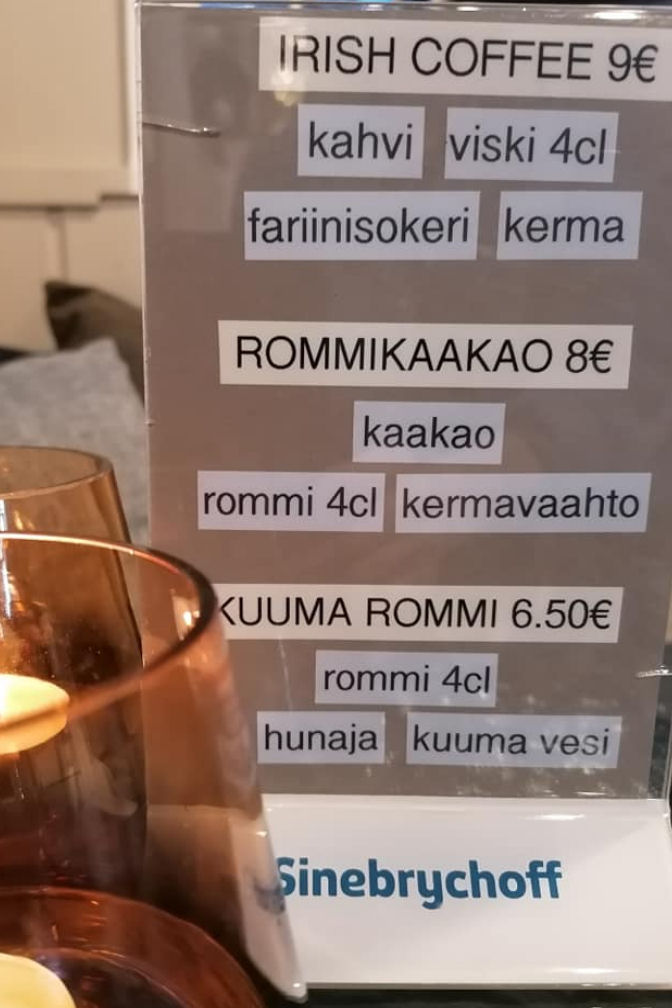 IRISH COFFEE 9€
kahvi viski 4cl
fariinisokeri kerma
ROMMIKAAKAO 8€
kaakao
rommi 4cl kermavaahto
KUUMA ROMMI 6.50€
rommi 4cl
hunaja kuuma vesi
Sinebrychoff